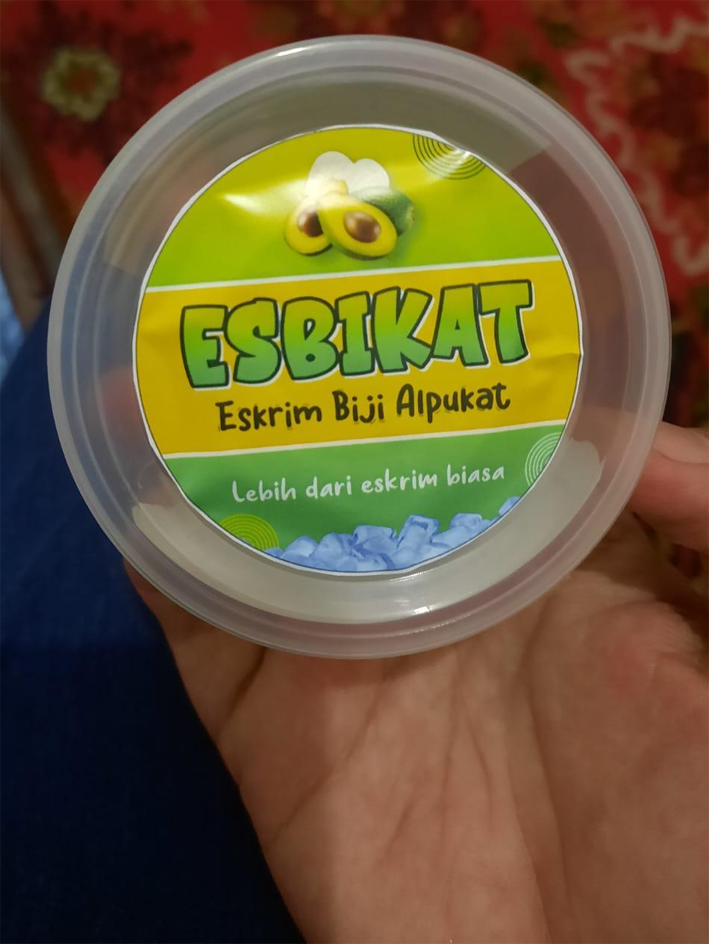 ESBIKAT
Eskrim Biji Alpukat
Lebih dari eskrim biasa